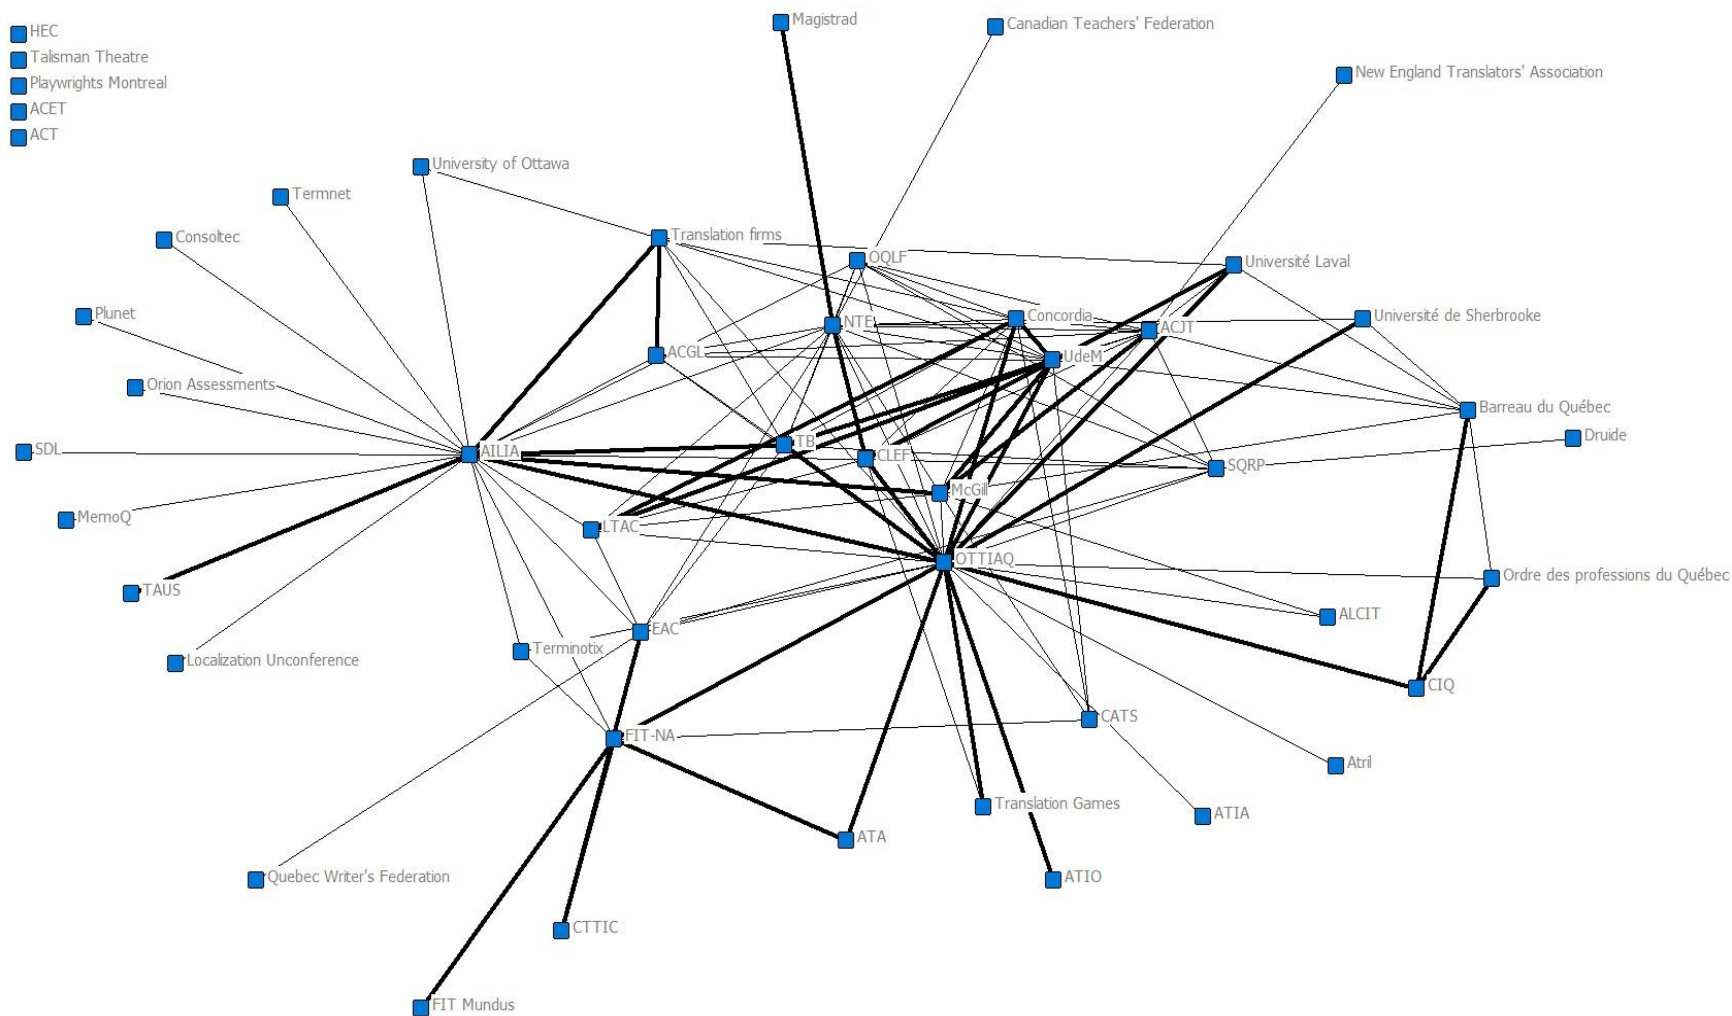 Magistrad
Canadian Teachers' Federation
HEC
Talisman Theatre
New England Translators' Association
Playwrights Montreal
ACET
ACT
University of Ottawa
Termnet
Translation firms
Consoltec
OQLF
Université Laval
Plunet
Concordia
Université de Sherbrooke
NTE
ACJT
ACGL
UdeM
Orion Assessments
Barreau du Québec
Druide
TB
SDL
AILIA
CLEF
SQRP
McGill
MemoQ
LTAC
OTTIAQ
Ordre des professions du Québec
TAUS
ALCIT
EAC
Terminotix
Localization Unconference
CIQ
CATS
FIT-NA
Atril
Translation Games
ATIA
ATA
Quebec Writer's Federation
ATIO
CTTIC
FIT Mundus